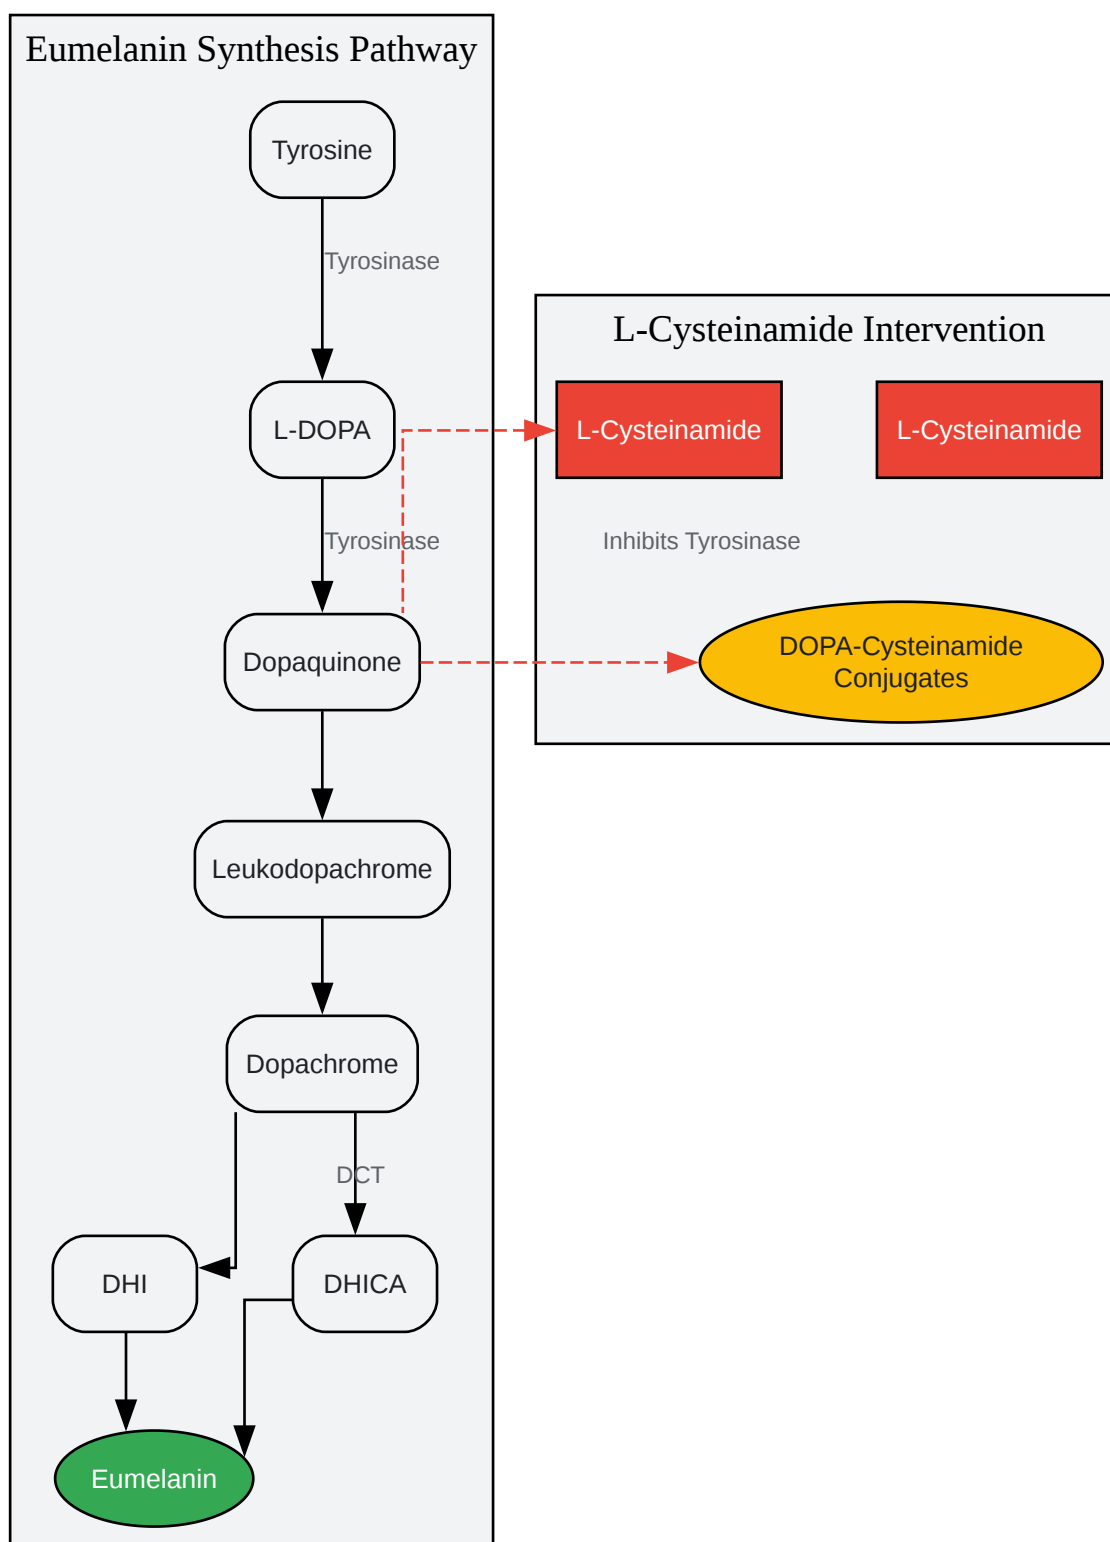 Eumelanin Synthesis Pathway
Tyrosine
Tyrosinase
L-DOPA
Tyrosinase
Dopaquinone
Leukodopachrome
Dopachrome
DCT
DHI
DHICA
Eumelanin
L-Cysteinamide Intervention
L-Cysteinamide
L-Cysteinamide
Inhibits Tyrosinase
DOPA-Cysteinamide
Conjugates